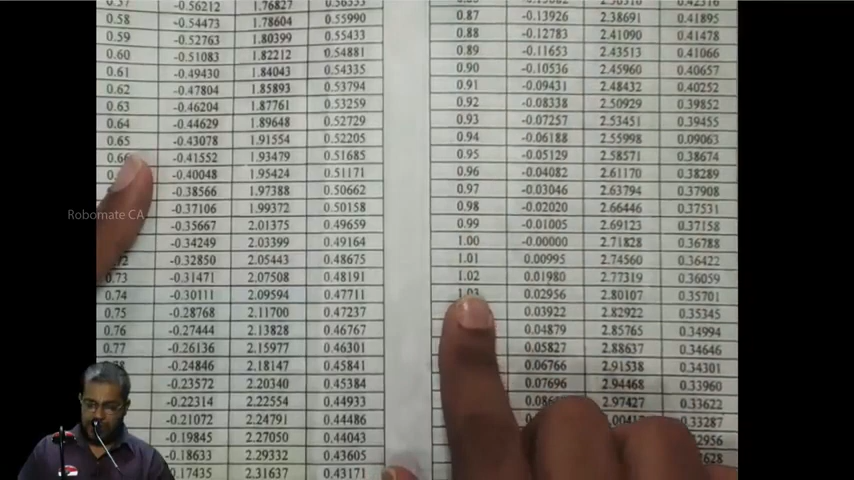 -0.56212 1.76827
0.58 -0.54473 1.78604 0.55990
0.59 -0.52763 1.80399 0.55433
0.60 -0.51083 1.82212 0.54881
0.61 -0.49430 1.84043 0.54335
0.62 -0.47804 1.85893 0.53794
0.63 -0.46204 1.87761 0.53259
0.64 -0.44629 1.89648 0.52729
0.65 -0.43078 1.91554 0.52205
0.66 -0.41552 1.93479 0.51685
-0.40048 1.95424 0.51171
-0.38566 1.97388 0.50662
-0.37106 1.99372 0.50158
-0.35667 2.01375 0.49659
-0.34249 2.03399 0.49164
-0.32850 2.05443 0.48675
0.73 -0.31471 2.07508 0.48191
0.74 -0.30111 2.09594 0.47711
0.75 -0.28768 2.11700 0.47237
0.76 -0.27444 2.13828 0.46767
0.77 -0.26136 2.15977 0.46301
-0.24846 2.18147 0.45841
-0.23572 2.20340 0.45384
-0.22314 2.22554 0.44933
-0.21072 2.24791 0.44486
-0.19845 2.27050 0.44043
-0.18633 2.29332 0.43605
0.17435 2.31637 0.43171
0.87 -0.13926 2.38691 0.41895
0.88 -0.12783 2.41090 0.41478
0.89 -0.11653 2.43513 0.41066
0.90 -0.10536 2.45960 0.40657
0.91 -0.09431 2.48432 0.40252
0.92 -0.08338 2.50929 0.39852
0.93 -0.07257 2.53451 0.39455
0.94 -0.06188 2.55998 0.09063
0.95 -0.05129 2.58571 0.38674
0.96 -0.04082 2.61170 0.38289
0.97 -0.03046 2.63794 0.37908
0.98 -0.02020 2.66446 0.37531
0.99 -0.01005 2.69123 0.37158
1.00 -0.00000 2.71828 0.36788
1.01 0.00995 2.74560 0.36422
1.02 0.01980 2.77319 0.36059
1.03 0.02956 2.80107 0.35701
0.03922 2.82922 0.35345
0.04879 2.85765 0.34994
0.05827 2.88637 0.34646
0.06766 2.91538 0.34301
0.07696 2.94468 0.33960
2.97427 0.33622
0.33287
Robomate CA